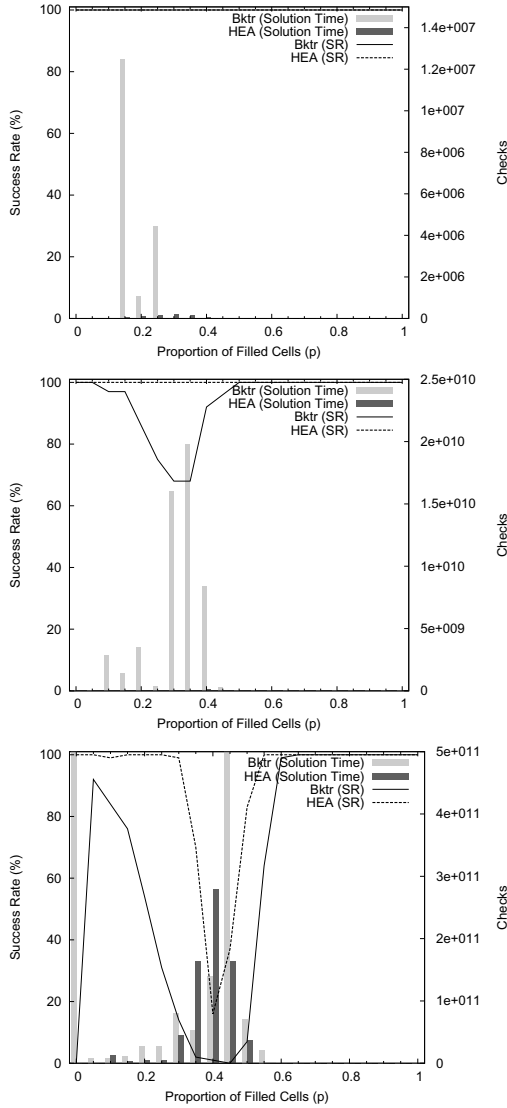 Bktr (Solution Time)
HEA (Solution Time)
Bktr (SR)
HEA (SR)
100
80
60
40
20
0
Success Rate (%)
1.4e+007
1.2e+007
1e+007
8e+006
6e+006
4e+006
2e+006
0
Checks
0 0.2 0.4 0.6 0.8 1
Proportion of Filled Cells (p)
Bktr (Solution Time)
HEA (Solution Time)
Bktr (SR)
HEA (SR)
100
80
60
40
20
0
Success Rate (%)
2.5e+010
2e+010
1.5e+010
1e+010
5e+009
0
Checks
0 0.2 0.4 0.6 0.8 1
Proportion of Filled Cells (p)
Bktr (Solution Time)
HEA (Solution Time)
Bktr (SR)
HEA (SR)
100
80
60
40
20
0
Success Rate (%)
5e+011
4e+011
3e+011
2e+011
1e+011
0
Checks
0 0.2 0.4 0.6 0.8 1
Proportion of Filled Cells (p)